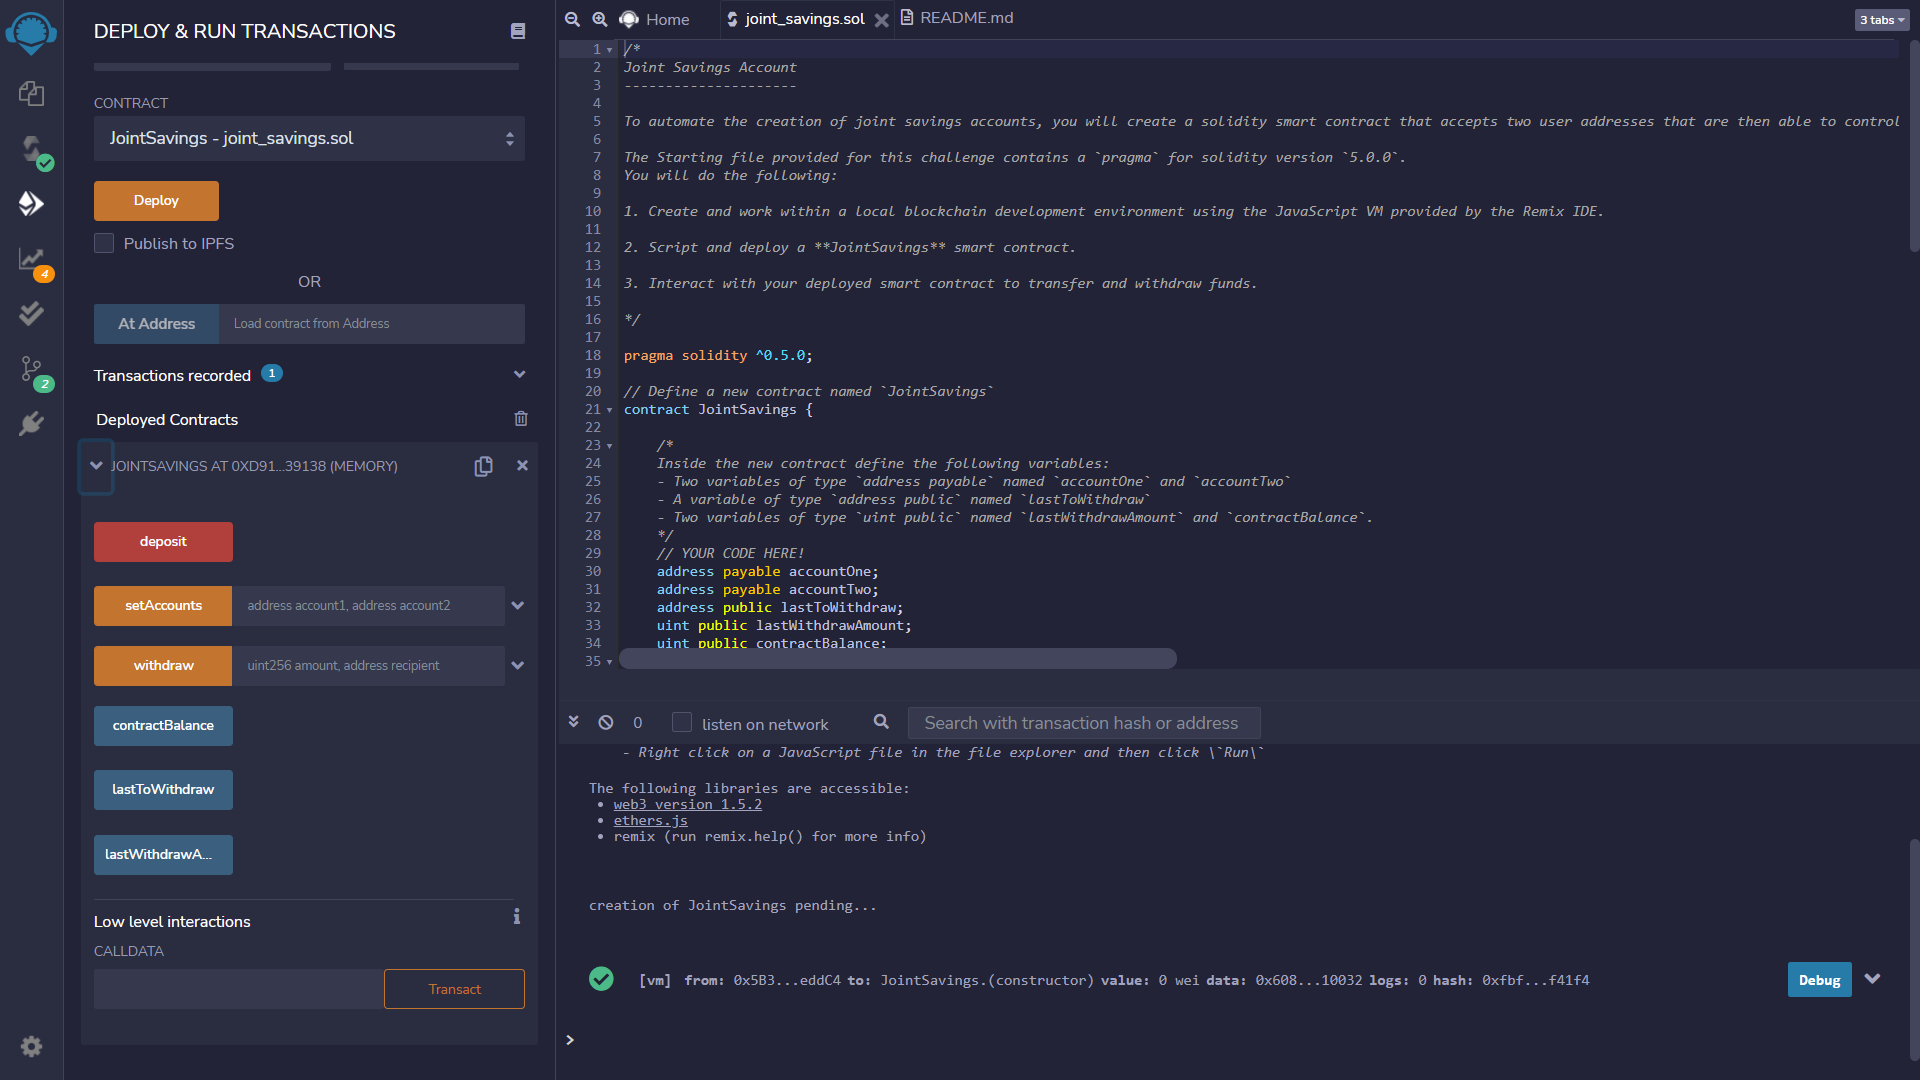 DEPLOY & RUN TRANSACTIONS
CONTRACT
JointSavings - joint_savings.sol
Deploy
Publish to IPFS
OR
At Address
Load contract from Address
Transactions recorded 1
Deployed Contracts
JOINTSAVINGS AT 0XD91...39138 (MEMORY)
deposit
setAccounts
address account1, address account2
withdraw
uint256 amount, address recipient
contractBalance
lastToWithdraw
lastWithdrawA...
Low level interactions
i
CALLDATA
Transact
4
2
Home
joint_savings.sol
README.md
3 tabs
1 /*
2 Joint Savings Account
3 ---------------------
4
5 To automate the creation of joint savings accounts, you will create a solidity smart contract that accepts two user addresses that are then able to control
6
7 The Starting file provided for this challenge contains a `pragma` for solidity version `5.0.0`.
8 You will do the following:
9
10 1. Create and work within a local blockchain development environment using the JavaScript VM provided by the Remix IDE.
11
12 2. Script and deploy a **JointSavings** smart contract.
13
14 3. Interact with your deployed smart contract to transfer and withdraw funds.
15
16 */
17
18 pragma solidity ^0.5.0;
19
20 // Define a new contract named `JointSavings`
21 contract JointSavings {
22
23 /*
24 Inside the new contract define the following variables:
25 - Two variables of type `address payable` named `accountOne` and `accountTwo`
26 - A variable of type `address public` named `lastToWithdraw`
27 - Two variables of type `uint public` named `lastWithdrawAmount` and `contractBalance`.
28 */
29 // YOUR CODE HERE!
30 address payable accountOne;
31 address payable accountTwo;
32 address public lastToWithdraw;
33 uint public lastWithdrawAmount;
34 uint public contractBalance;
35
0
listen on network
Search with transaction hash or address
- Right click on a JavaScript file in the file explorer and then click \`Run\`
The following libraries are accessible:
• web3 version 1.5.2
• ethers.js
• remix (run remix.help() for more info)
creation of JointSavings pending...
[vm] from: 0x5B3...eddC4 to: JointSavings.(constructor) value: 0 wei data: 0x608...10032 logs: 0 hash: 0xfbf...f41f4
Debug
>